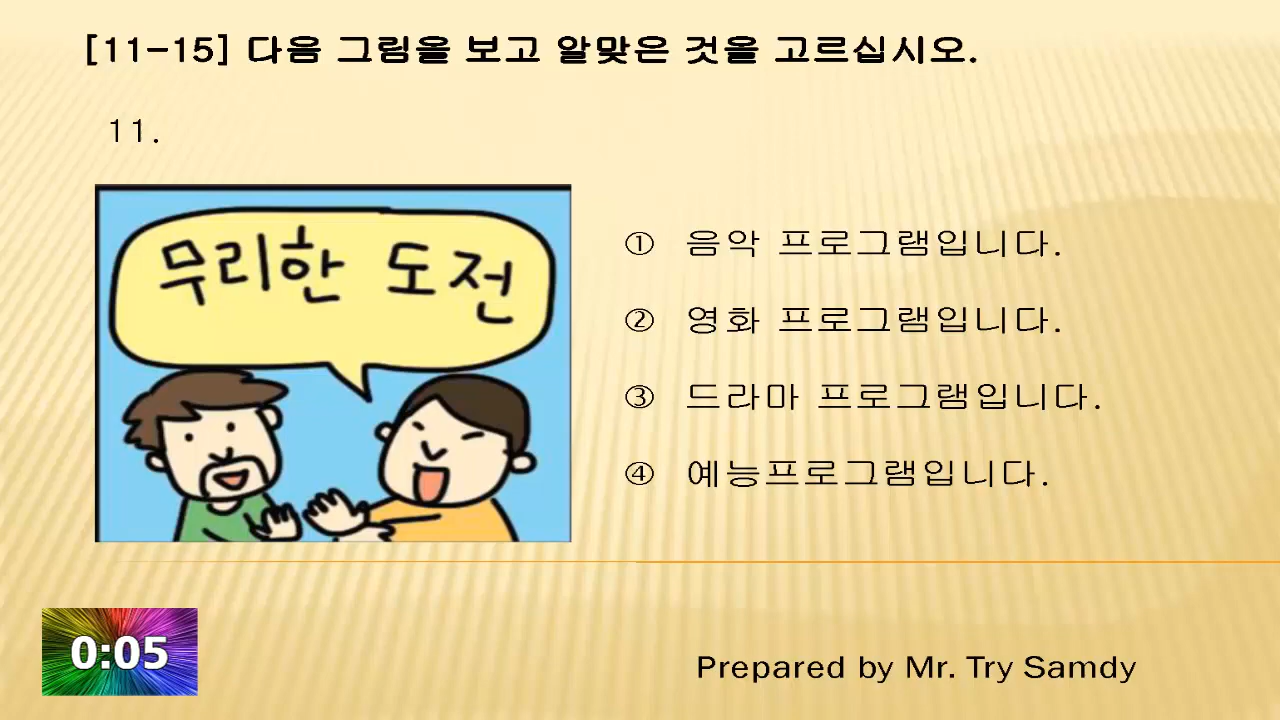 [11-15] 다음 그림을 보고 알맞은 것을 고르십시오.
11.
무리한 도전
① 음악 프로그램입니다.
② 영화 프로그램입니다.
③ 드라마 프로그램입니다.
④ 예능프로그램입니다.
0:05
Prepared by Mr. Try Samdy